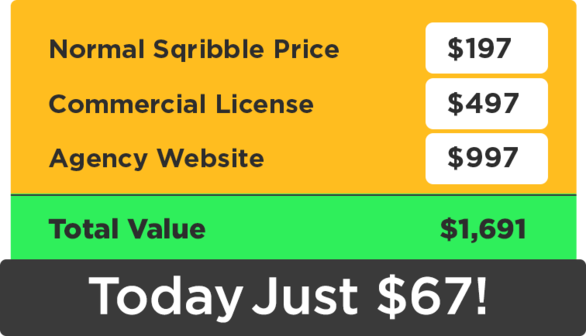 Normal Sqribble Price $197
Commercial License $497
Agency Website $997
Total Value $1,691
Today Just $67!